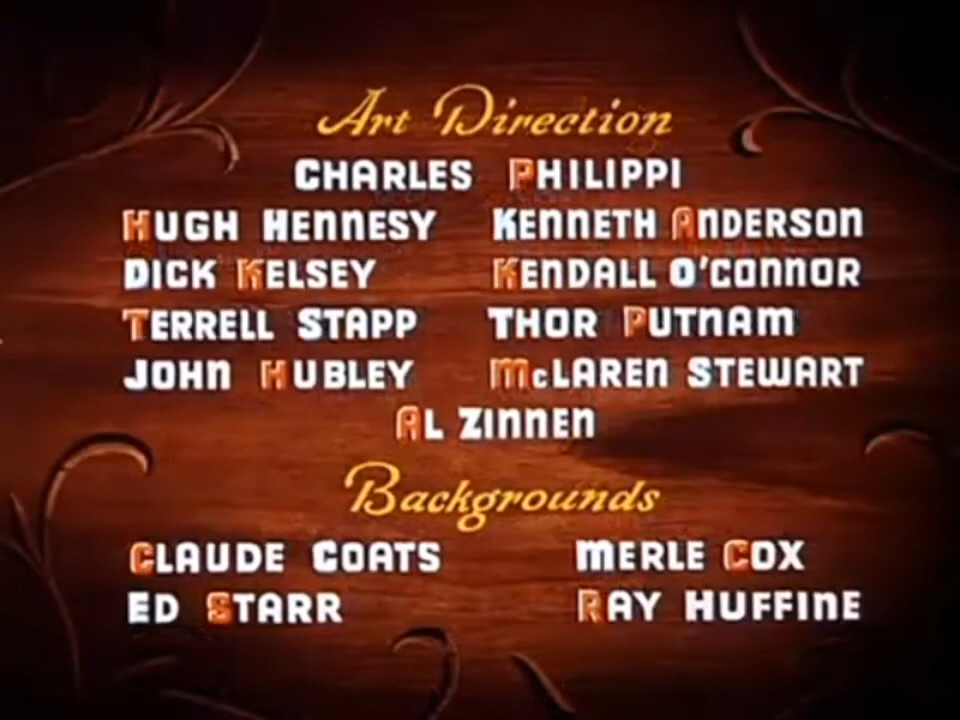 Art Direction
CHARLES PHILIPPI
HUGH HENNESY KENNETH ANDERSON
DICK KELSEY KENDALL O'CONNOR
TERRELL STAPP THOR PUTNAM
JOHN HUBLEY McLAREN STEWART
AL ZINNEN
Backgrounds
CLAUDE COATS MERLE COX
ED STARR RAY HUFFINE